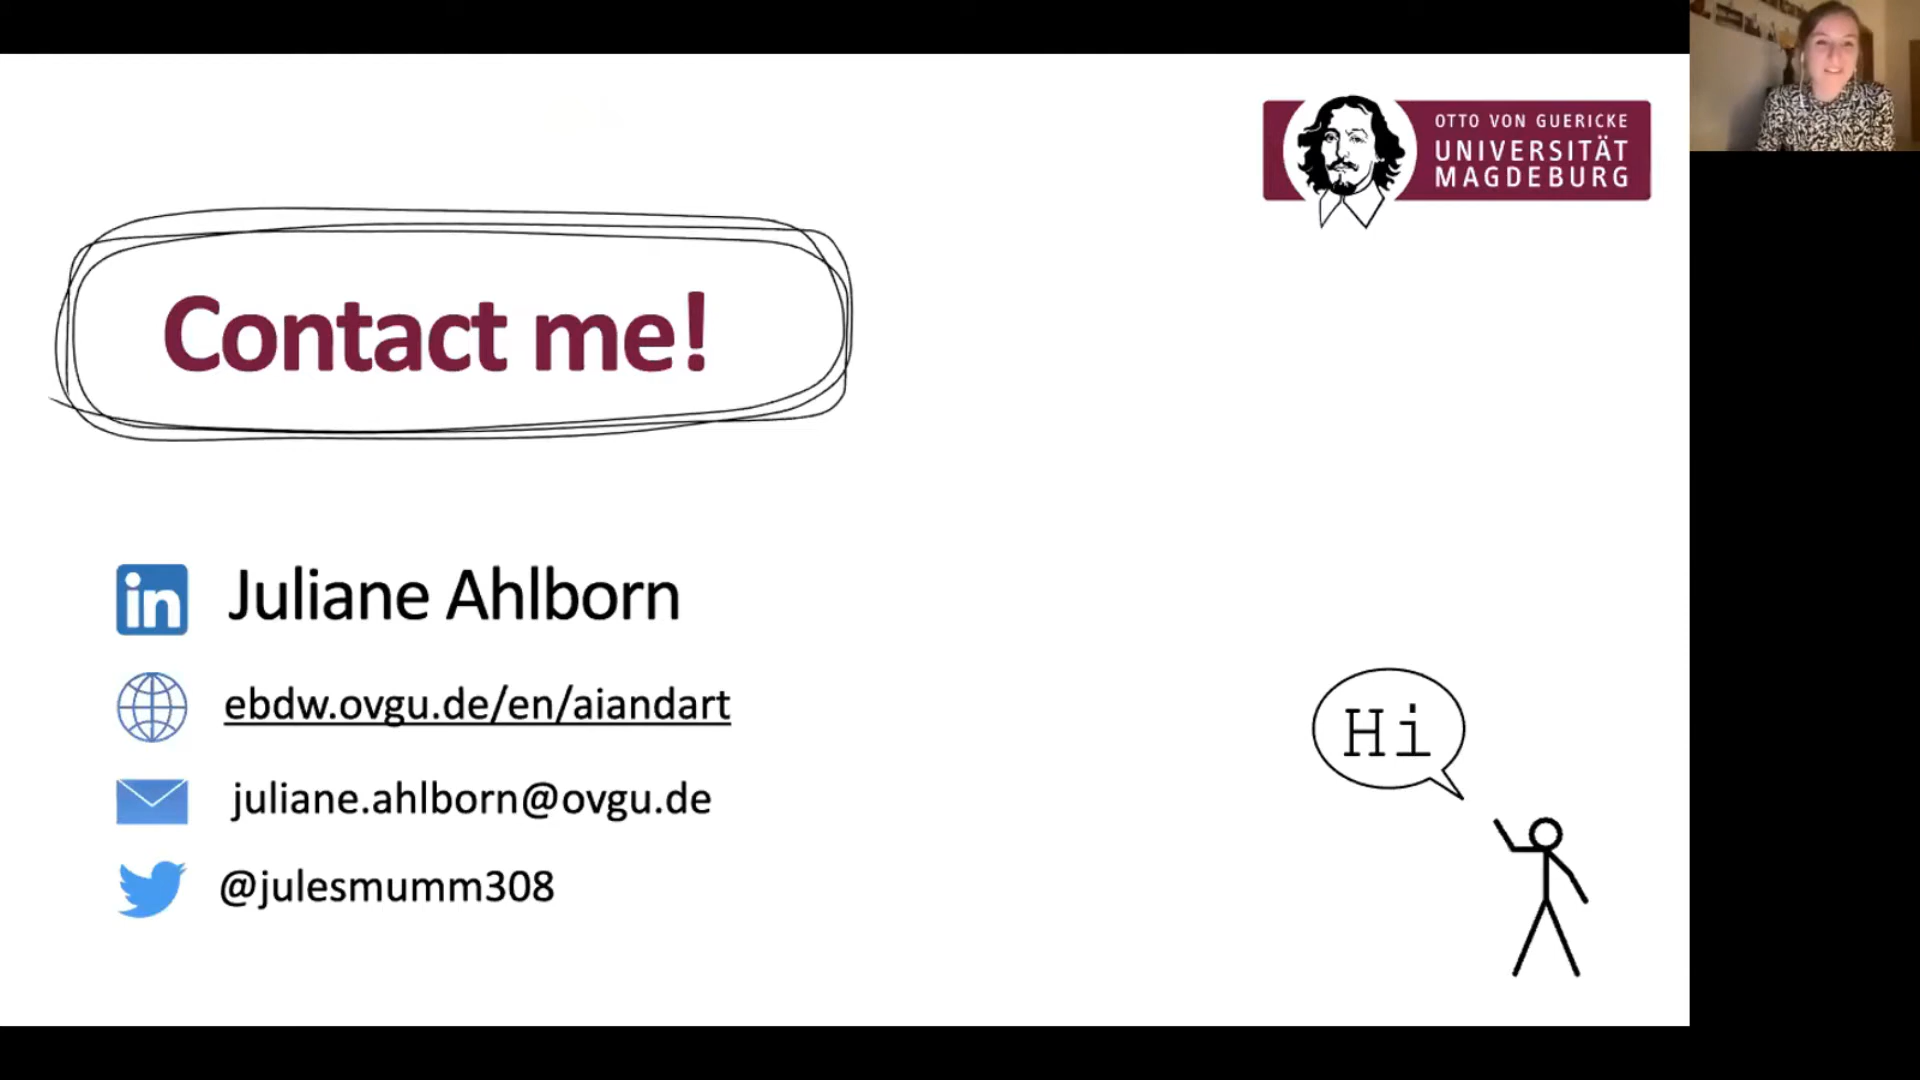 OTTO VON GUERICKE
UNIVERSITÄT
MAGDEBURG
Contact me!
in Juliane Ahlborn
ebdw.ovgu.de/en/aiandart
juliane.ahlborn@ovgu.de
@julesmumm308
Hi